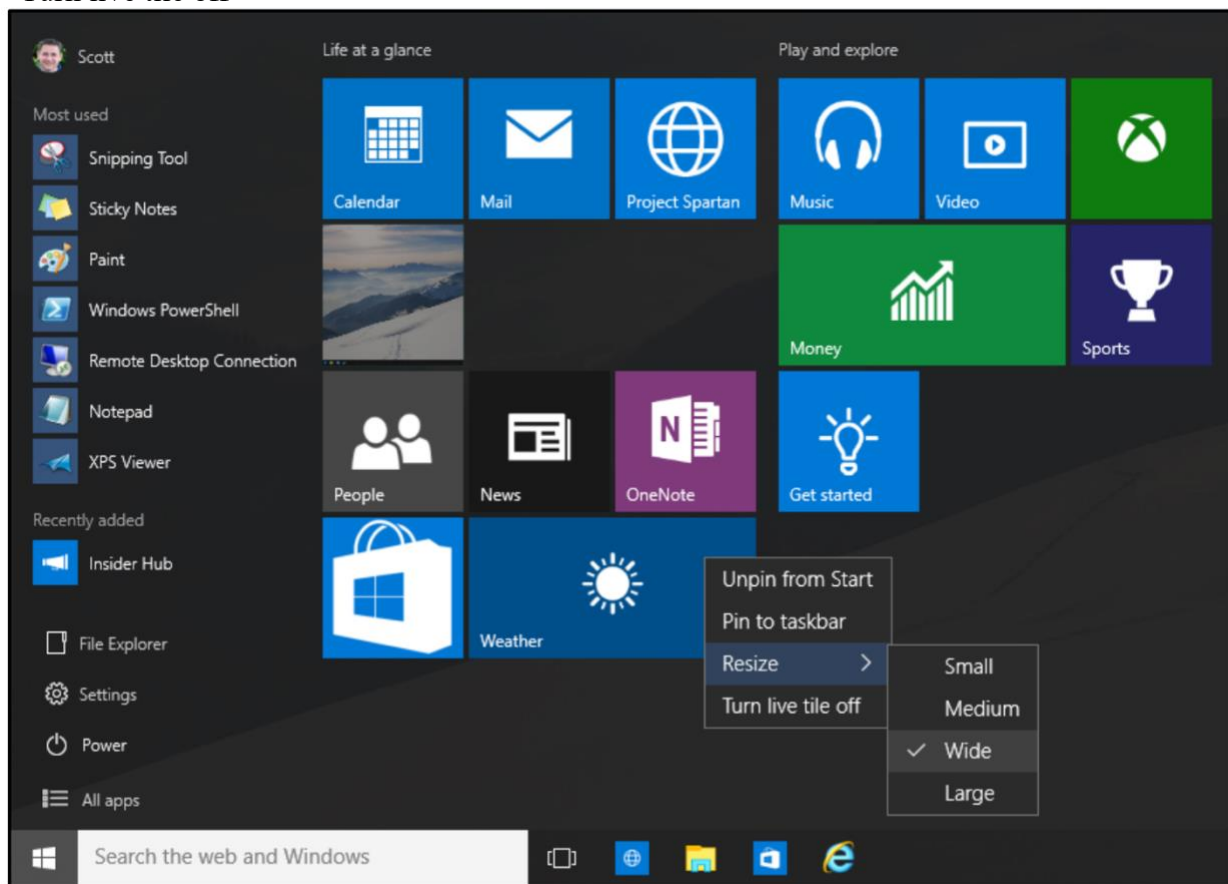 Scott
Most used
Snipping Tool
Sticky Notes
Paint
Windows PowerShell
Remote Desktop Connection
Notepad
XPS Viewer
Recently added
Insider Hub
File Explorer
Settings
Power
All apps
Life at a glance
Calendar
Mail
Project Spartan
People
News
N
OneNote
Weather
Play and explore
Music
Video
Money
Sports
Get started
Unpin from Start
Pin to taskbar
Resize
Turn live tile off
Small
Medium
Wide
Large
Search the web and Windows